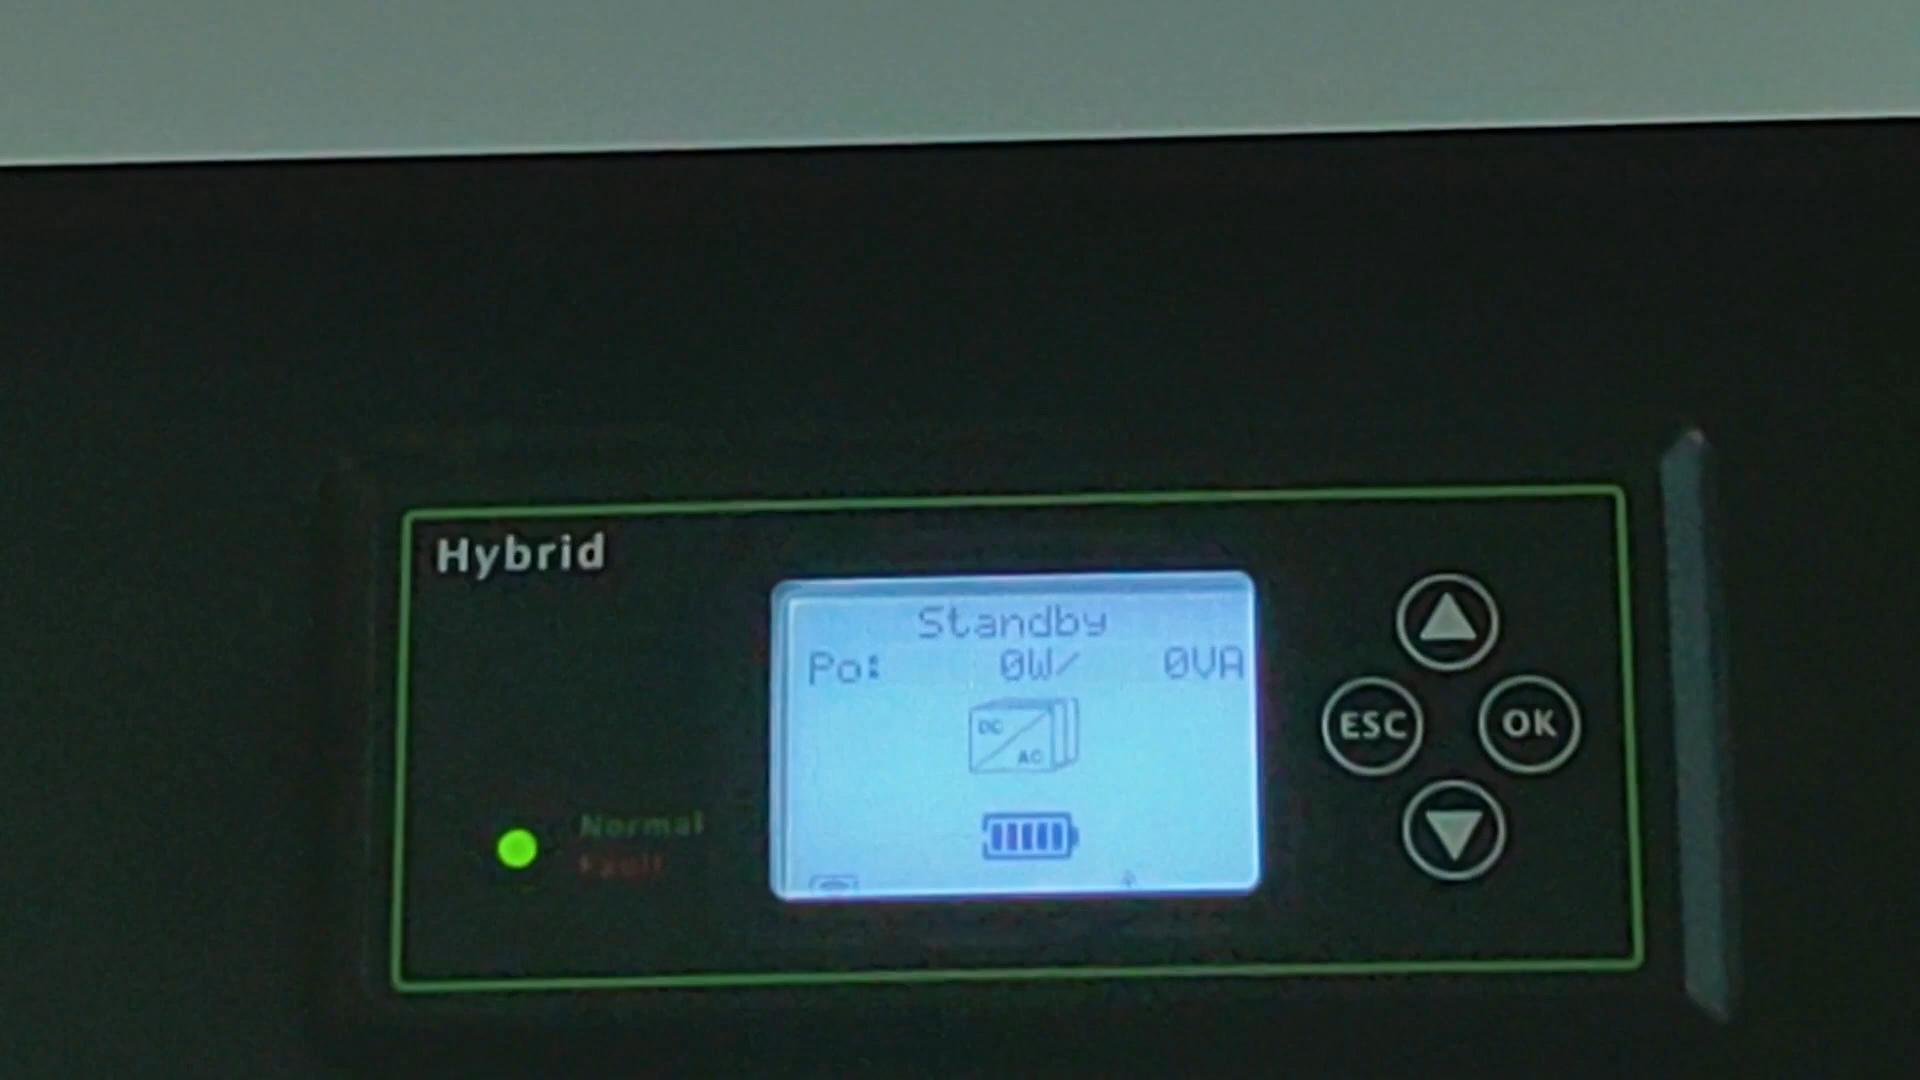 Hybrid
Standby
Po: 0W/ 0VA
DC
AC
Normal
Fault
ESC
OK